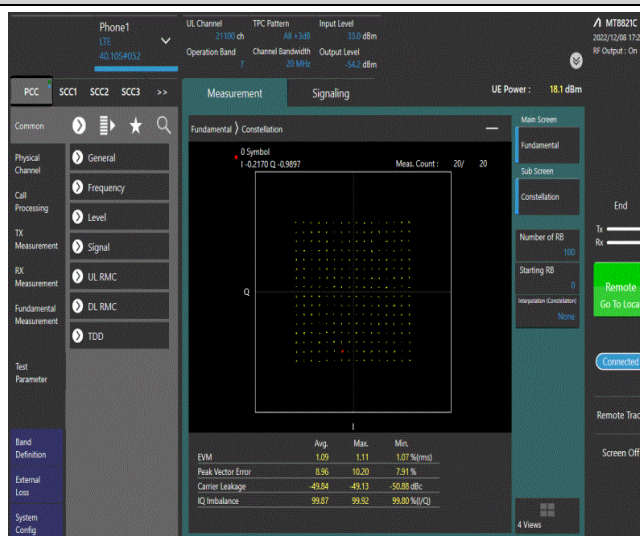 Phone1
LTE
40.105#052
UL Channel
21100 ch
Operation Band
7
TPC Pattern
All +3dB
Channel Bandwidth
20 MHz
Input Level
33.0 dBm
Output Level
-54.2 dBm
MT8821C
2022/12/08 17:2
RF Output : On
PCC SCC1 SCC2 SCC3 >>
Measurement
Signaling
UE Power : 18.1 dBm
Common
Physical
Channel
Call
Processing
TX
Measurement
RX
Measurement
Fundamental
Measurement
Test
Parameter
Band
Definition
External
Loss
System
Config
General
Frequency
Level
Signal
UL RMC
DL RMC
TDD
Fundamental Constellation
0 Symbol
I -0.2170 Q -0.9897
Meas. Count : 20/ 20
Q
I
Avg. Max. Min.
EVM 1.09 1.11 1.07 %(rms)
Peak Vector Error 8.96 10.20 7.91 %
Carrier Leakage -49.84 -49.13 -50.88 dBc
IQ Imbalance 99.87 99.92 99.80 %(I/Q)
Main Screen
Fundamental
Sub Screen
Constellation
Number of RB
100
Starting RB
0
Interpolation (Constellation)
None
4 Views
End
Tx
Rx
Remote
Go To Loca
Connected
Remote Trac
Screen Off